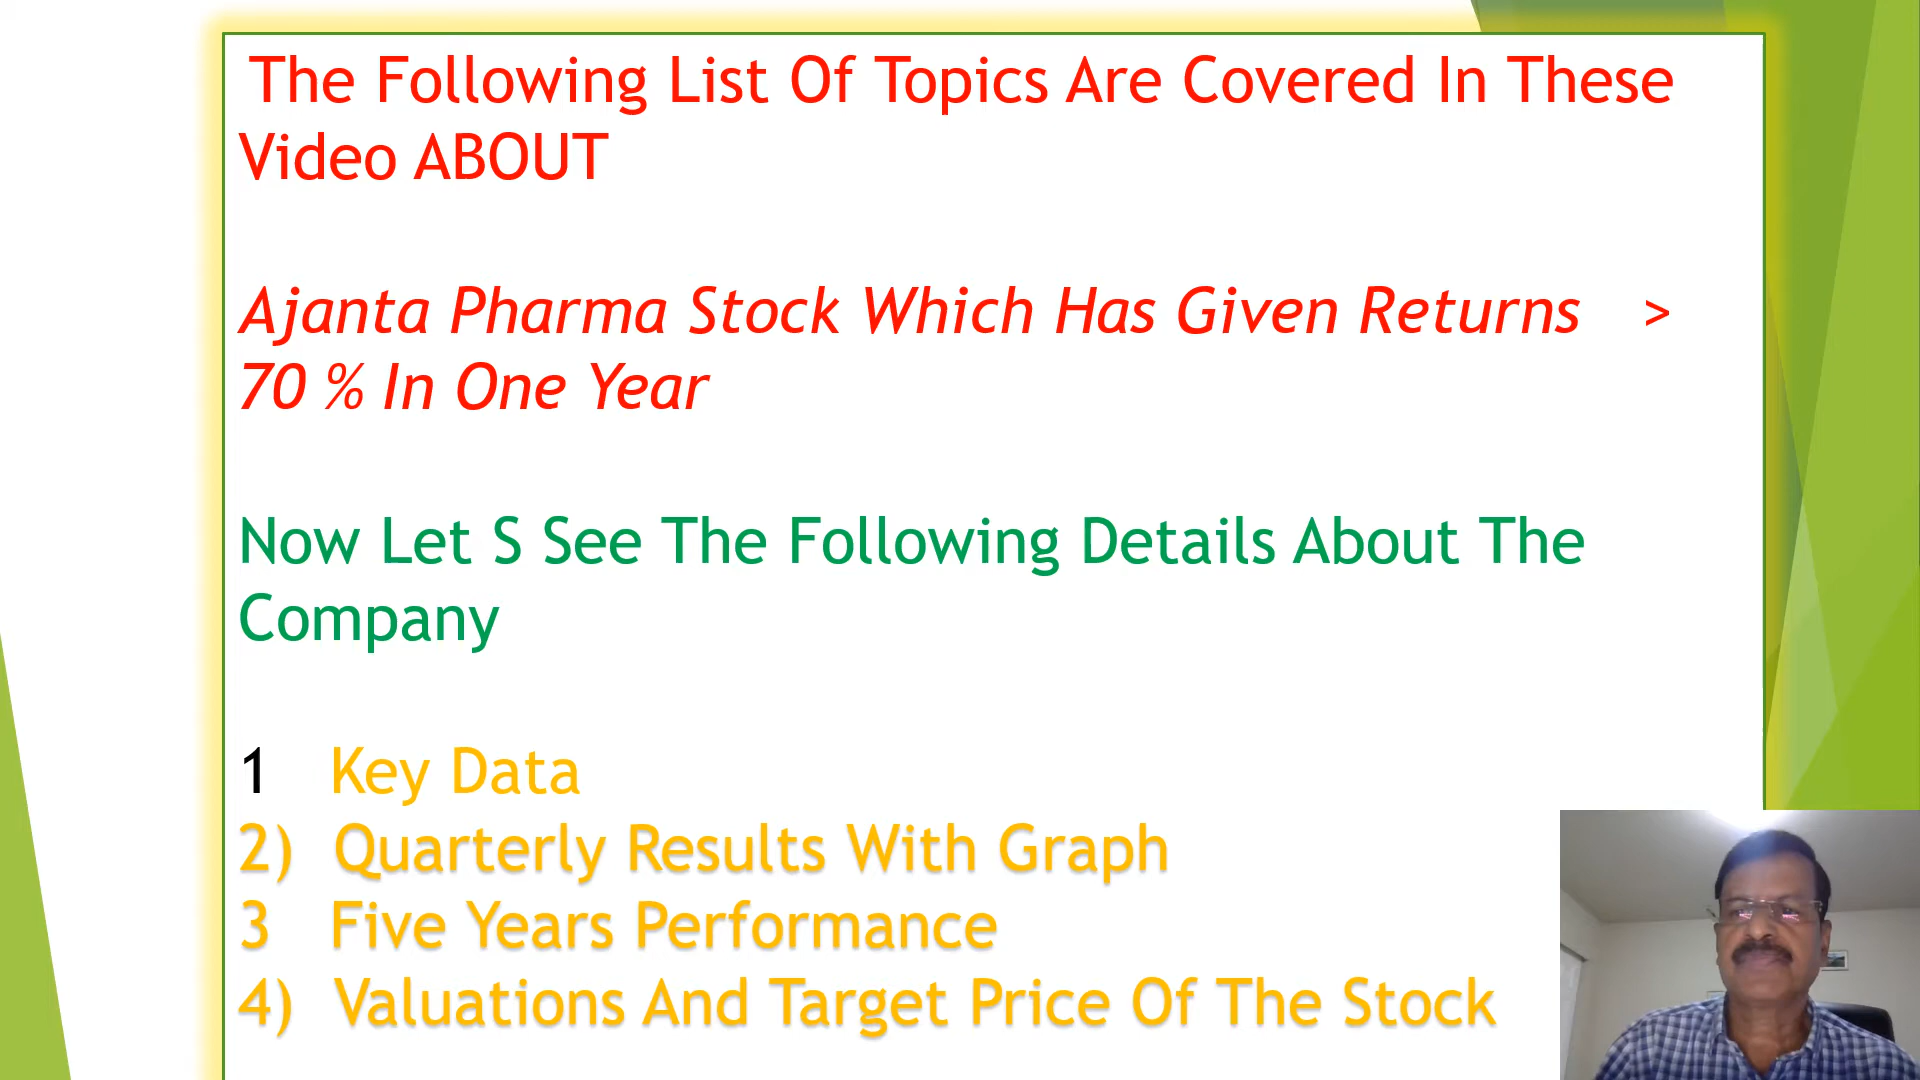 The Following List Of Topics Are Covered In These
Video ABOUT
Ajanta Pharma Stock Which Has Given Returns >
70 % In One Year
Now Let S See The Following Details About The
Company
1 Key Data
2) Quarterly Results With Graph
3 Five Years Performance
4) Valuations And Target Price Of The Stock